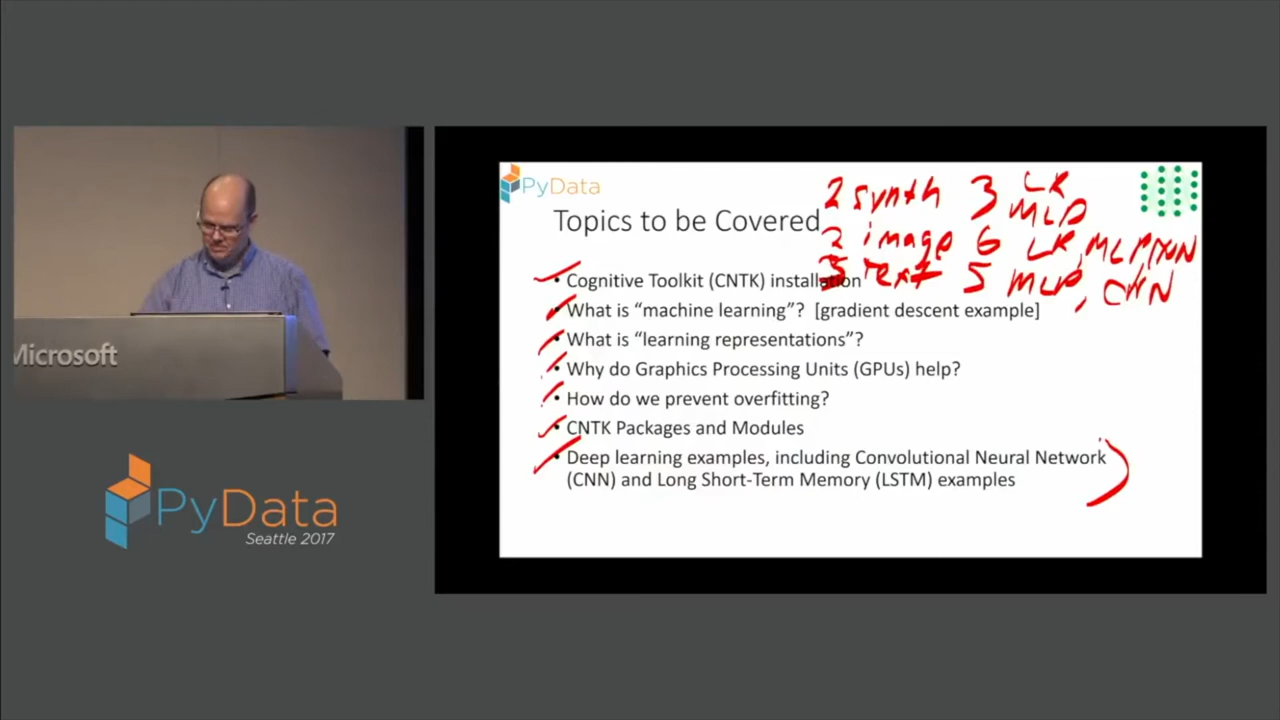 PyData
2 synth 3 LR
MLP
Topics to be Covered
2 image 6 LR, MLP,
3 text 5 MLP, CNN
• Cognitive Toolkit (CNTK) installation
• What is “machine learning”? [gradient descent example]
• What is “learning representations”?
• Why do Graphics Processing Units (GPUs) help?
• How do we prevent overfitting?
• CNTK Packages and Modules
• Deep learning examples, including Convolutional Neural Network
(CNN) and Long Short-Term Memory (LSTM) examples
Microsoft
PyData
Seattle 2017